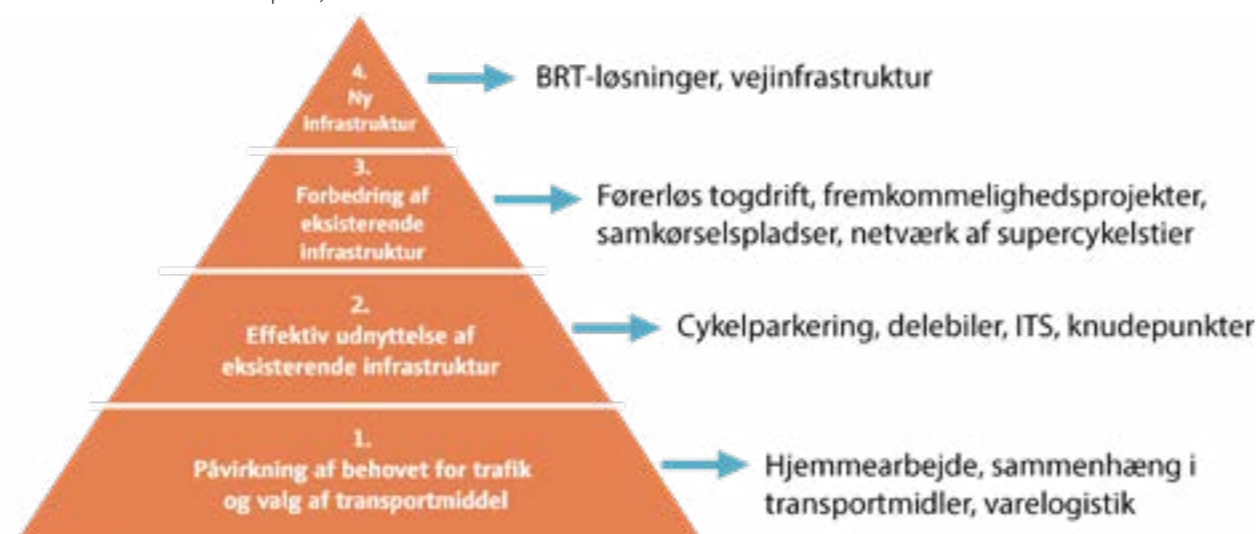 4.
Ny
infrastruktur
BRT-løsninger, vejinfrastruktur
3.
Forbedring af
eksisterende
infrastruktur
Førerløs togdrift, fremkommelighedsprojekter,
samkørselspladser, netværk af supercykelstier
2.
Effektiv udnyttelse af
eksisterende infrastruktur
Cykelparkering, delebiler, ITS, knudepunkter
1.
Påvirkning af behovet for trafik
og valg af transportmiddel
Hjemmearbejde, sammenhæng i
transportmidler, varelogistik